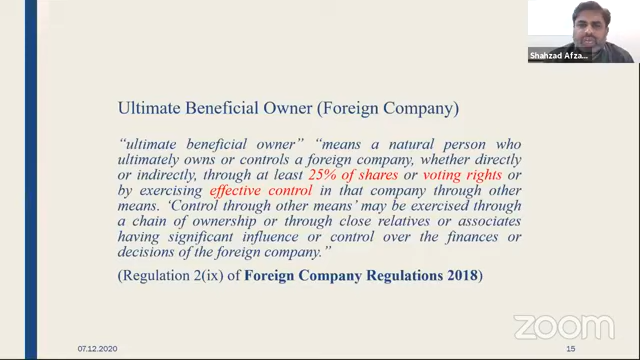 Shahzad Afza...
Ultimate Beneficial Owner (Foreign Company)
“ultimate beneficial owner” “means a natural person who
ultimately owns or controls a foreign company, whether directly
or indirectly, through at least 25% of shares or voting rights or
by exercising effective control in that company through other
means. ‘Control through other means’ may be exercised through
a chain of ownership or through close relatives or associates
having significant influence or control over the finances or
decisions of the foreign company.”
(Regulation 2(ix) of Foreign Company Regulations 2018)
zoom
07.12.2020
15